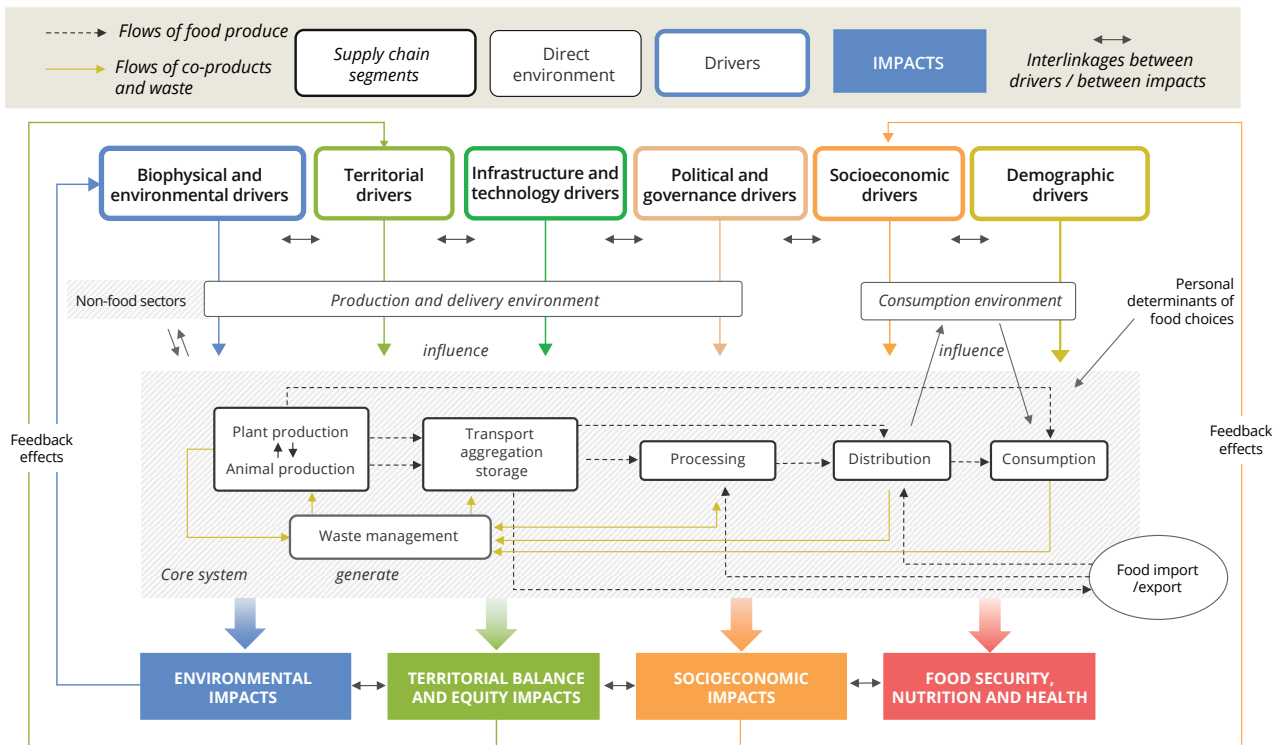 Flows of food produce
Flows of co-products
and waste
Supply chain
segments
Direct
environment
Drivers
IMPACTS
Interlinkages between
drivers / between impacts
Biophysical and
environmental drivers
Territorial
drivers
Infrastructure and
technology drivers
Political and
governance drivers
Socioeconomic
drivers
Demographic
drivers
Non-food sectors
Production and delivery environment
Consumption environment
Personal
determinants of
food choices
influence
influence
Feedback
effects
Plant production
Animal production
Transport
aggregation
storage
Processing
Distribution
Consumption
Feedback
effects
Waste management
Core system
generate
Food import
/export
ENVIRONMENTAL
IMPACTS
TERRITORIAL BALANCE
AND EQUITY IMPACTS
SOCIOECONOMIC
IMPACTS
FOOD SECURITY,
NUTRITION AND HEALTH